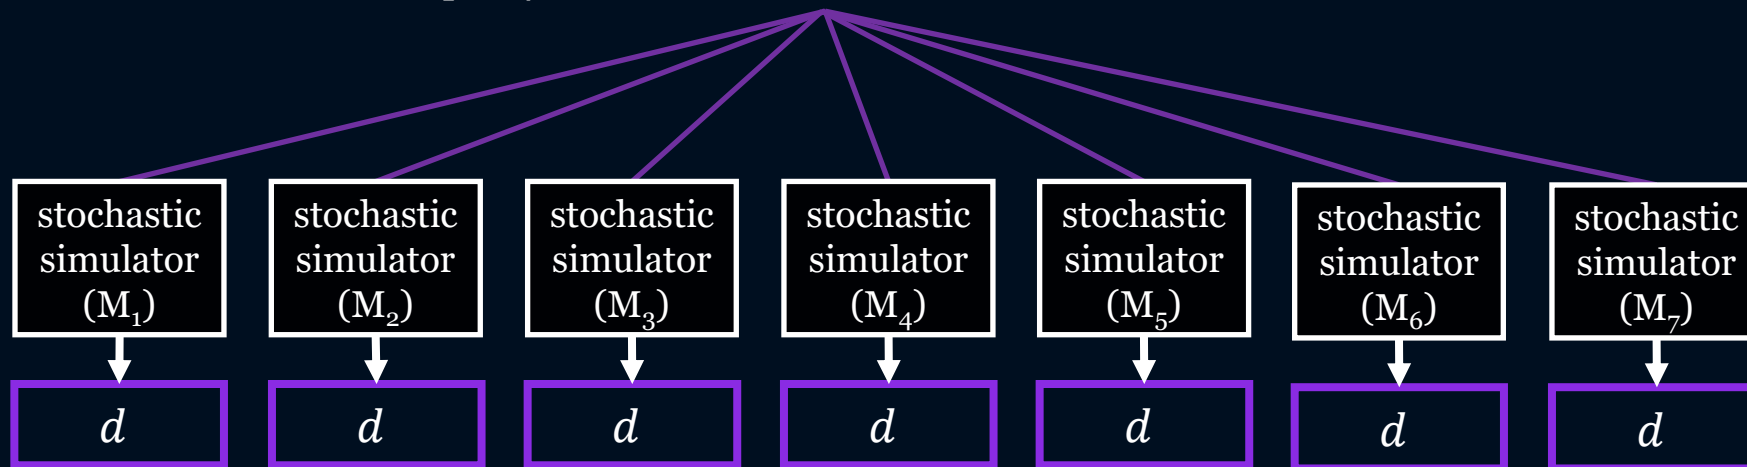 stochastic simulator (M₁)
stochastic simulator (M₂)
stochastic simulator (M₃)
stochastic simulator (M₄)
stochastic simulator (M₅)
stochastic simulator (M₆)
stochastic simulator (M₇)
d
d
d
d
d
d
d